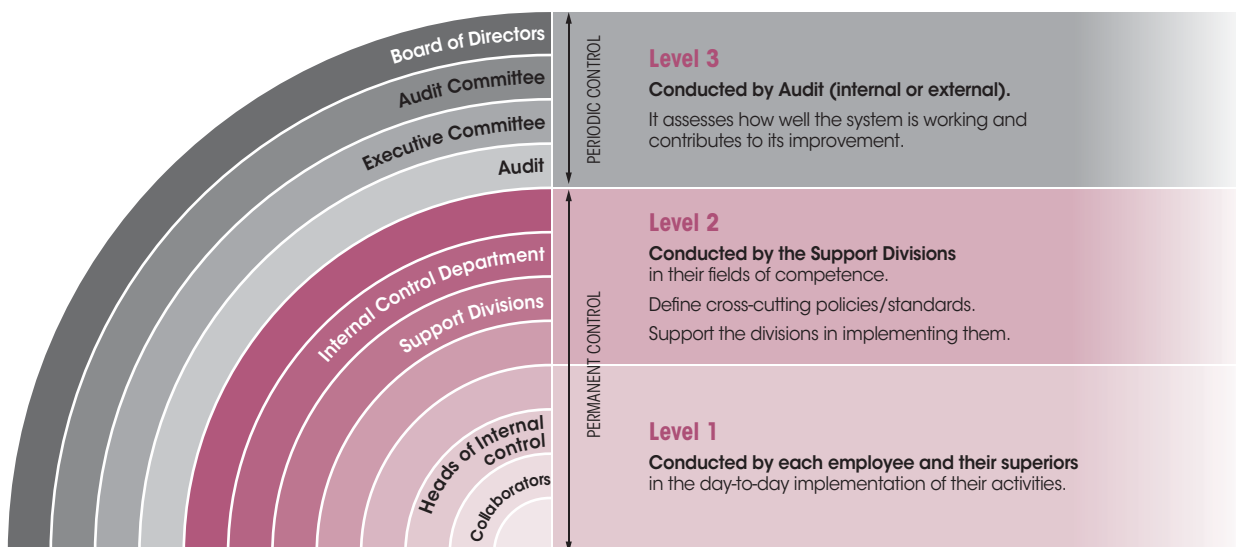 Board of Directors
Audit Committee
Executive Committee
Audit
Internal Control Department
Support Divisions
Heads of Internal
control
Collaborators
PERIODIC CONTROL
PERMANENT CONTROL
Level 3
Conducted by Audit (internal or external).
It assesses how well the system is working and
contributes to its improvement.
Level 2
Conducted by the Support Divisions
in their fields of competence.
Define cross-cutting policies/standards.
Support the divisions in implementing them.
Level 1
Conducted by each employee and their superiors
in the day-to-day implementation of their activities.